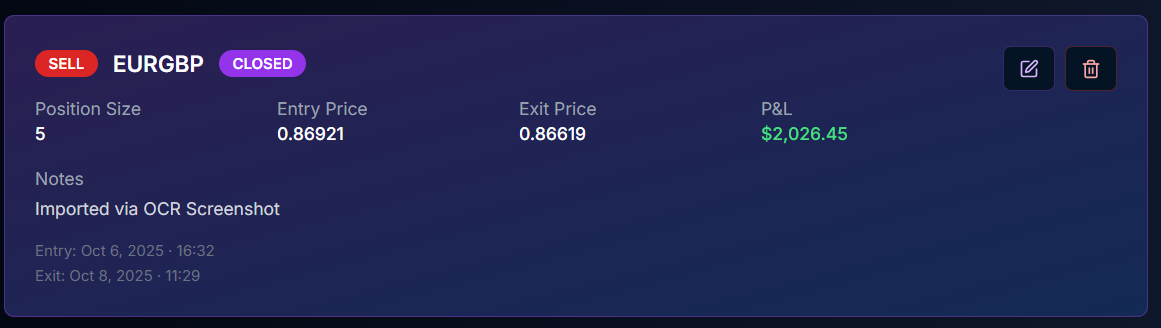 SELL EURGBP CLOSED
Position Size Entry Price Exit Price P&L
5 0.86921 0.86619 $2,026.45
Notes
Imported via OCR Screenshot
Entry: Oct 6, 2025 · 16:32
Exit: Oct 8, 2025 · 11:29